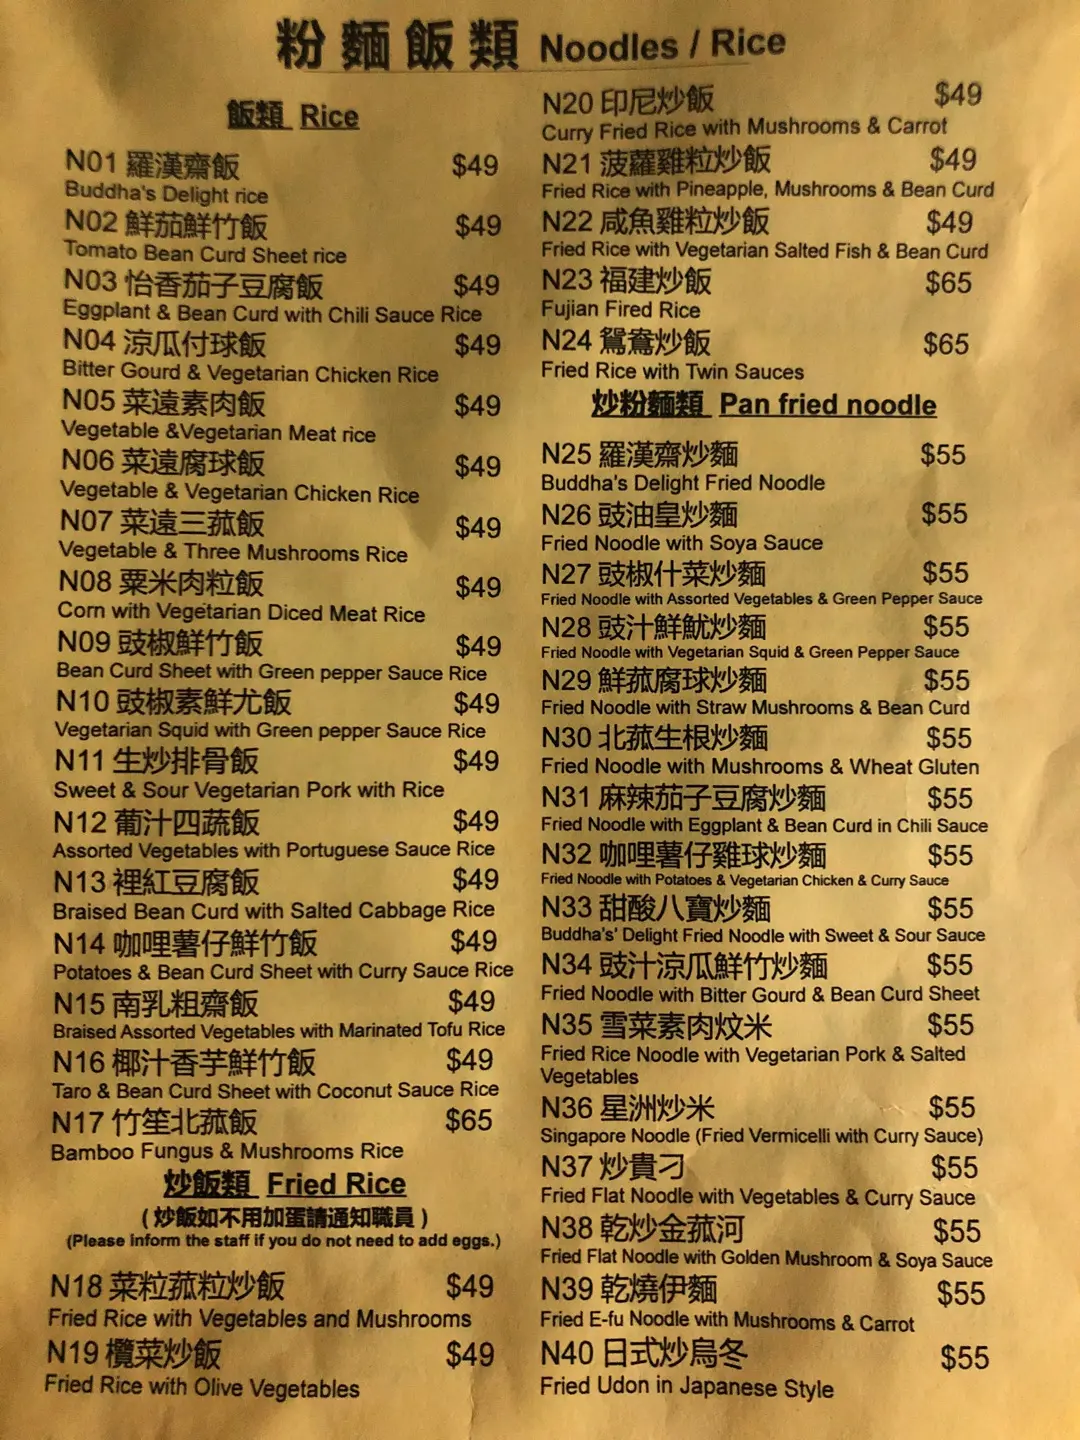 粉麵飯類 Noodles / Rice
飯類 Rice
N01 羅漢齋飯 $49
Buddha's Delight rice
N02 鮮茄鮮竹飯 $49
Tomato Bean Curd Sheet rice
N03 怡香茄子豆腐飯 $49
Eggplant & Bean Curd with Chili Sauce Rice
N04 涼瓜付球飯 $49
Bitter Gourd & Vegetarian Chicken Rice
N05 菜遠素肉飯 $49
Vegetable &Vegetarian Meat rice
N06 菜遠腐球飯 $49
Vegetable & Vegetarian Chicken Rice
N07 菜遠三菰飯 $49
Vegetable & Three Mushrooms Rice
N08 粟米肉粒飯 $49
Corn with Vegetarian Diced Meat Rice
N09 豉椒鮮竹飯 $49
Bean Curd Sheet with Green pepper Sauce Rice
N10 豉椒素鮮尤飯 $49
Vegetarian Squid with Green pepper Sauce Rice
N11 生炒排骨飯 $49
Sweet & Sour Vegetarian Pork with Rice
N12 葡汁四蔬飯 $49
Assorted Vegetables with Portuguese Sauce Rice
N13 裡紅豆腐飯 $49
Braised Bean Curd with Salted Cabbage Rice
N14 咖哩薯仔鮮竹飯 $49
Potatoes & Bean Curd Sheet with Curry Sauce Rice
N15 南乳粗齋飯 $49
Braised Assorted Vegetables with Marinated Tofu Rice
N16 椰汁香芋鮮竹飯 $49
Taro & Bean Curd Sheet with Coconut Sauce Rice
N17 竹笙北菰飯 $65
Bamboo Fungus & Mushrooms Rice
炒飯類 Fried Rice
(炒飯如不用加蛋請通知職員)
(Please inform the staff if you do not need to add eggs.)
N18 菜粒菰粒炒飯 $49
Fried Rice with Vegetables and Mushrooms
N19 欖菜炒飯 $49
Fried Rice with Olive Vegetables
N20 印尼炒飯 $49
Curry Fried Rice with Mushrooms & Carrot
N21 菠蘿雞粒炒飯 $49
Fried Rice with Pineapple, Mushrooms & Bean Curd
N22 咸魚雞粒炒飯 $49
Fried Rice with Vegetarian Salted Fish & Bean Curd
N23 福建炒飯 $65
Fujian Fired Rice
N24 鴛鴦炒飯 $65
Fried Rice with Twin Sauces
炒粉麵類 Pan fried noodle
N25 羅漢齋炒麵 $55
Buddha's Delight Fried Noodle
N26 豉油皇炒麵 $55
Fried Noodle with Soya Sauce
N27 豉椒什菜炒麵 $55
Fried Noodle with Assorted Vegetables & Green Pepper Sauce
N28 豉汁鮮魷炒麵 $55
Fried Noodle with Vegetarian Squid & Green Pepper Sauce
N29 鮮菰腐球炒麵 $55
Fried Noodle with Straw Mushrooms & Bean Curd
N30 北菰生根炒麵 $55
Fried Noodle with Mushrooms & Wheat Gluten
N31 麻辣茄子豆腐炒麵 $55
Fried Noodle with Eggplant & Bean Curd in Chili Sauce
N32 咖哩薯仔雞球炒麵 $55
Fried Noodle with Potatoes & Vegetarian Chicken & Curry Sauce
N33 甜酸八寶炒麵 $55
Buddha's' Delight Fried Noodle with Sweet & Sour Sauce
N34 豉汁涼瓜鮮竹炒麵 $55
Fried Noodle with Bitter Gourd & Bean Curd Sheet
N35 雪菜素肉炆米 $55
Fried Rice Noodle with Vegetarian Pork & Salted
Vegetables
N36 星洲炒米 $55
Singapore Noodle (Fried Vermicelli with Curry Sauce)
N37 炒貴刁 $55
Fried Flat Noodle with Vegetables & Curry Sauce
N38 乾炒金菰河 $55
Fried Flat Noodle with Golden Mushroom & Soya Sauce
N39 乾燒伊麵 $55
Fried E-fu Noodle with Mushrooms & Carrot
N40 日式炒烏冬 $55
Fried Udon in Japanese Style